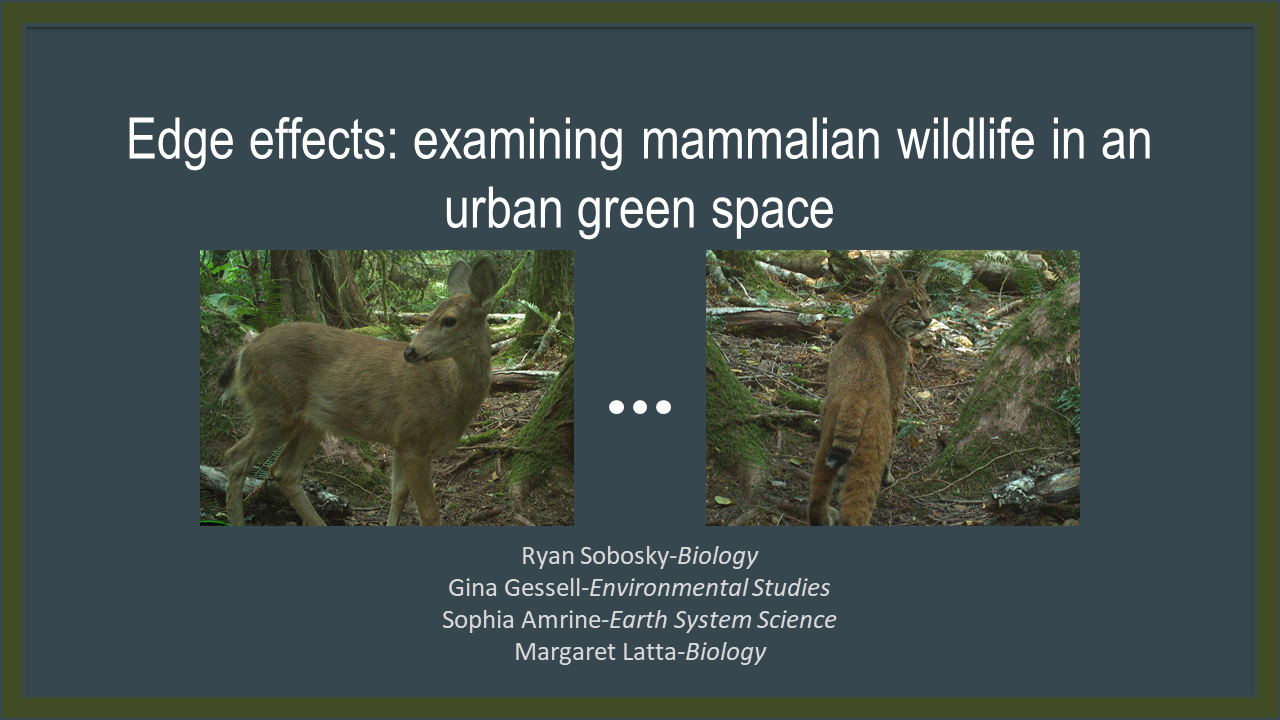 Edge effects: examining mammalian wildlife in an
urban green space
Ryan Sobosky-Biology
Gina Gessell-Environmental Studies
Sophia Amrine-Earth System Science
Margaret Latta-Biology